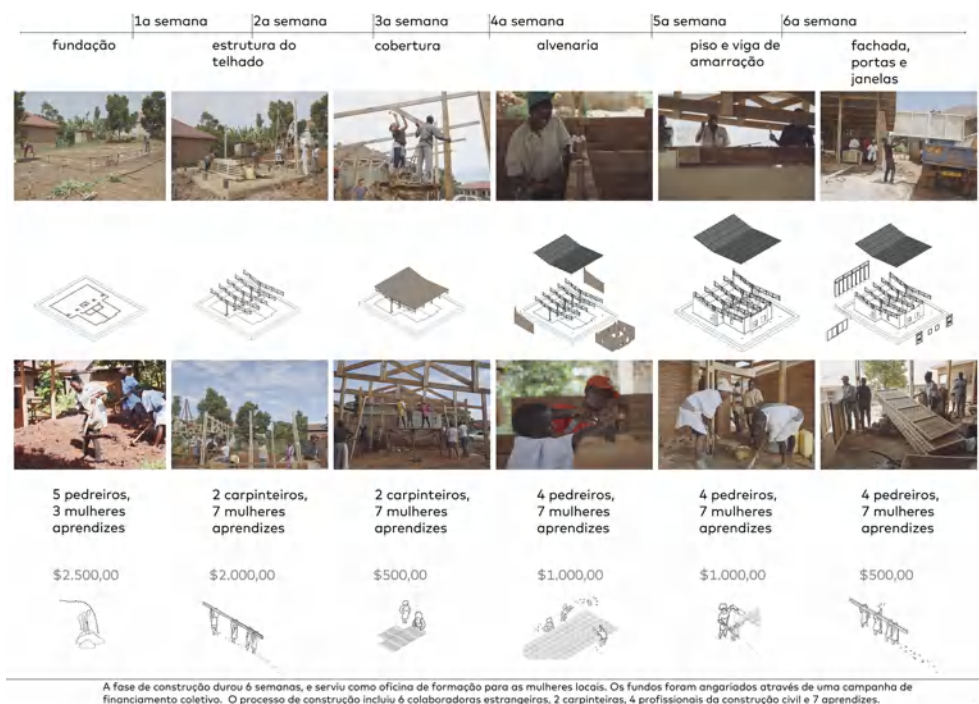 1a semana
2a semana
3a semana
4a semana
5a semana
6a semana
fundação
estrutura do
telhado
cobertura
alvenaria
piso e viga de
amarração
fachada,
portas e
janelas
5 pedreiros,
3 mulheres
aprendizes
2 carpinteiros,
7 mulheres
aprendizes
2 carpinteiros,
7 mulheres
aprendizes
4 pedreiros,
7 mulheres
aprendizes
4 pedreiros,
7 mulheres
aprendizes
4 pedreiros,
7 mulheres
aprendizes
$2.500,00
$2.000,00
$500,00
$1.000,00
$1.000,00
$500,00
A fase de construção durou 6 semanas, e serviu como oficina de formação para as mulheres locais. Os fundos foram angariados através de uma campanha de
financiamento coletivo. O processo de construção incluiu 6 colaboradoras estrangeiras, 2 carpinteiras, 4 profissionais da construção civil e 7 aprendizes.